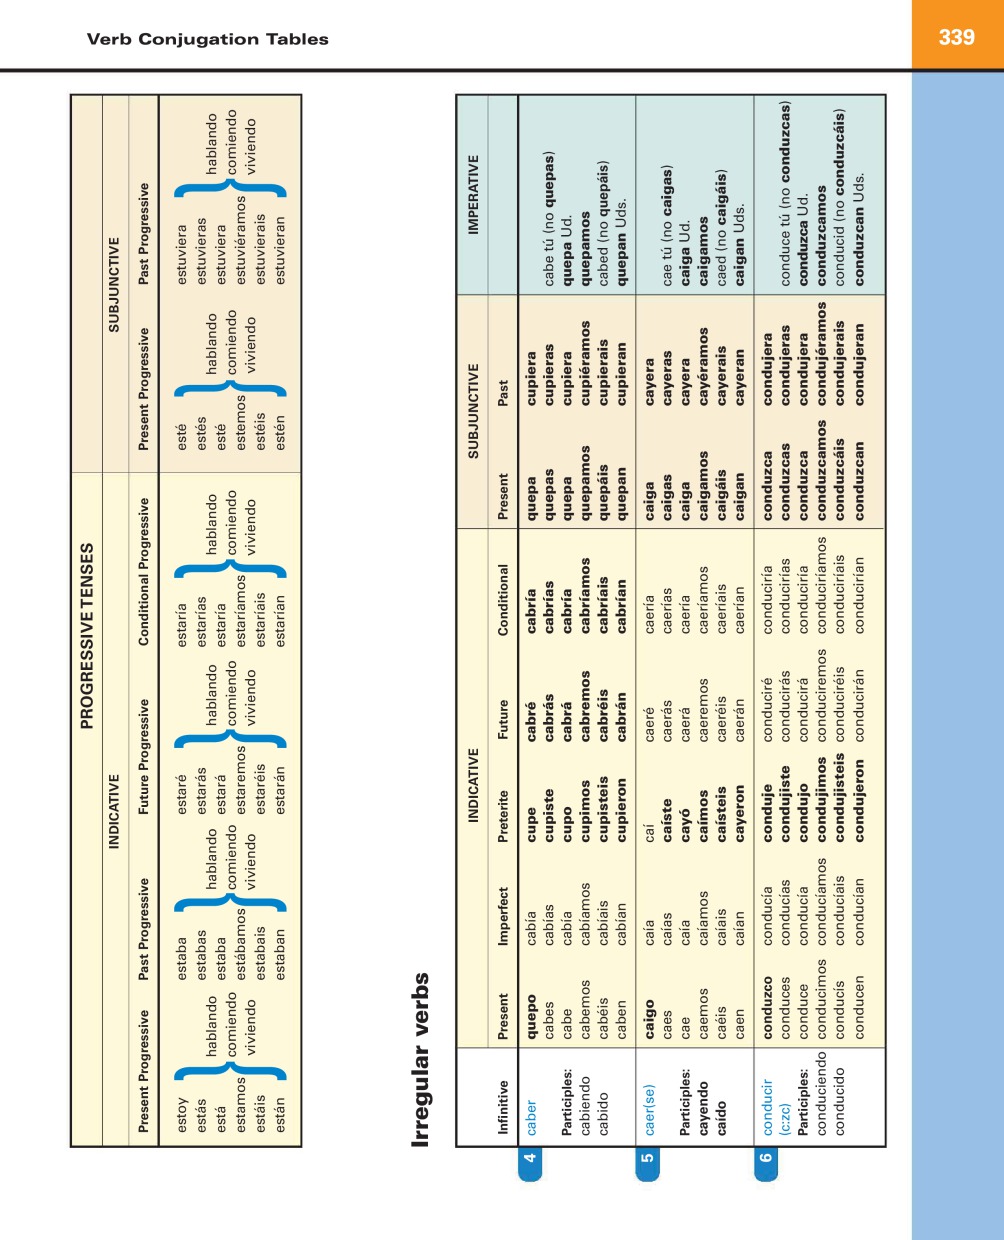 Verb Conjugation Tables
339
PROGRESSIVE TENSES
INDICATIVE SUBJUNCTIVE
Present Progressive Past Progressive Future Progressive Conditional Progressive Present Progressive Past Progressive
estoy estaba estaré estaría esté estuviera
estás estabas estarás estarías estés estuvieras
hablando hablando hablando hablando hablando hablando
está estaba estará estaría esté estuviera
comiendo comiendo comiendo comiendo comiendo comiendo
estamos estábamos estaremos estaríamos estemos estuviéramos
viviendo viviendo viviendo viviendo viviendo viviendo
estáis estabais estaréis estaríais estéis estuvierais
están estaban estarán estarían estén estuvieran
Irregular verbs
INDICATIVE SUBJUNCTIVE IMPERATIVE
Infinitive Present Imperfect Preterite Future Conditional Present Past
4 caber quepo cabía cupe cabré cabría quepa cupiera
cabes cabías cupiste cabrás cabrías quepas cupieras cabe tú (no quepas)
Participles: cabe cabía cupo cabrá cabría quepa cupiera quepa Ud.
cabiendo cabemos cabíamos cupimos cabremos cabríamos quepamos cupiéramos quepamos
cabido cabéis cabíais cupisteis cabréis cabríais quepáis cupierais cabed (no quepáis)
caben cabían cupieron cabrán cabrían quepan cupieran quepan Uds.
5 caer(se) caigo caía caí caeré caería caiga cayera
caes caías caíste caerás caerías caigas cayeras cae tú (no caigas)
Participles: cae caía cayó caerá caería caiga cayera caiga Ud.
cayendo caemos caíamos caímos caeremos caeríamos caigamos cayéramos caigamos
caído caéis caíais caísteis caeréis caeríais caigáis cayerais caed (no caigáis)
caen caían cayeron caerán caerían caigan cayeran caigan Uds.
6 conducir conduzco conducía conduje conduciré conduciría conduzca condujera
(c:zc) conduces conducías condujiste conducirás conducirías conduzcas condujeras conduce tú (no conduzcas)
Participles: conduce conducía condujo conducirá conduciría conduzca condujera conduzca Ud.
conduciendo conducimos conducíamos condujimos conduciremos conduciríamos conduzcamos condujéramos conduzcamos
conducido conducís conducíais condujisteis conduciréis conduciríais conduzcáis condujerais conducid (no conduzcáis)
conducen conducían condujeron conducirán conducirían conduzcan condujeran conduzcan Uds.